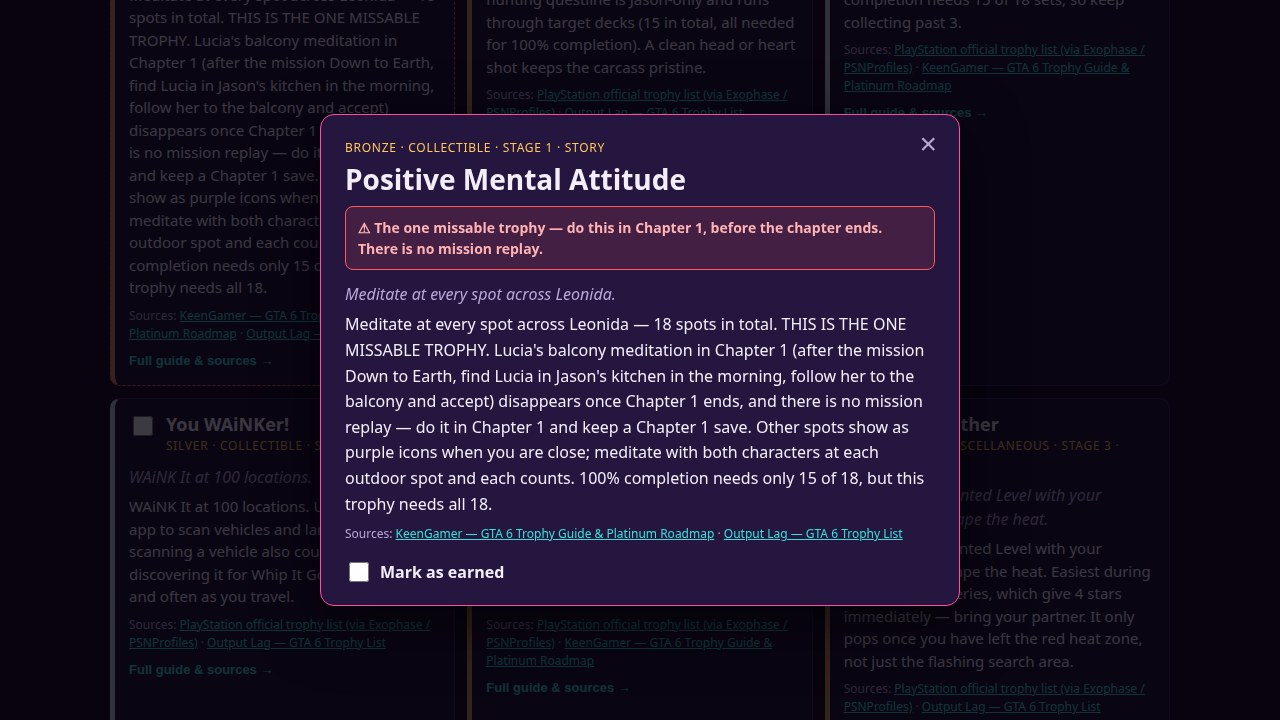 spots in total. THIS IS THE ONE MISSABLE
TROPHY. Lucia's balcony meditation in
Chapter 1 (after the mission Down to Earth,
find Lucia in Jason's kitchen in the morning,
follow her to the balcony and accept)
disappears once Chapter 1
is no mission replay — do it
and keep a Chapter 1 save.
show as purple icons when
meditate with both charact
outdoor spot and each cou
completion needs only 15 o
trophy needs all 18.
Sources: KeenGamer — GTA 6 Tro
Platinum Roadmap · Output Lag —
Full guide & sources →
through target decks (15 in total, all needed
for 100% completion). A clean head or heart
shot keeps the carcass pristine.
Sources: PlayStation official trophy list (via Exophase /
PSNProfiles) · Output Lag — GTA 6 Trophy List
completion needs 15 of 18 sets, so keep
collecting past 3.
Sources: PlayStation official trophy list (via Exophase /
PSNProfiles) · KeenGamer — GTA 6 Trophy Guide &
Platinum Roadmap
Full guide & sources →
BRONZE · COLLECTIBLE · STAGE 1 · STORY
✕
Positive Mental Attitude
⚠ The one missable trophy — do this in Chapter 1, before the chapter ends.
There is no mission replay.
Meditate at every spot across Leonida.
Meditate at every spot across Leonida — 18 spots in total. THIS IS THE ONE
MISSABLE TROPHY. Lucia's balcony meditation in Chapter 1 (after the mission
Down to Earth, find Lucia in Jason's kitchen in the morning, follow her to the
balcony and accept) disappears once Chapter 1 ends, and there is no mission
replay — do it in Chapter 1 and keep a Chapter 1 save. Other spots show as
purple icons when you are close; meditate with both characters at each
outdoor spot and each counts. 100% completion needs only 15 of 18, but this
trophy needs all 18.
Sources: KeenGamer — GTA 6 Trophy Guide & Platinum Roadmap · Output Lag — GTA 6 Trophy List
Mark as earned
You WAiNKer!
SILVER · COLLECTIBLE · S
WAiNK It at 100 locations.
WAiNK It at 100 locations. U
app to scan vehicles and la
scanning a vehicle also cou
discovering it for Whip It Go
and often as you travel.
Sources: PlayStation official trophy list (via Exophase /
PSNProfiles) · Output Lag — GTA 6 Trophy List
Full guide & sources →
Sources: PlayStation official trophy list (via Exophase /
PSNProfiles) · KeenGamer — GTA 6 Trophy Guide &
Platinum Roadmap
Full guide & sources →
ther
SCELLANEOUS · STAGE 3 ·
nted Level with your
ape the heat.
nted Level with your
ape the heat. Easiest during
eries, which give 4 stars
immediately — bring your partner. It only
pops once you have left the red heat zone,
not just the flashing search area.
Sources: PlayStation official trophy list (via Exophase /
PSNProfiles) · Output Lag — GTA 6 Trophy List